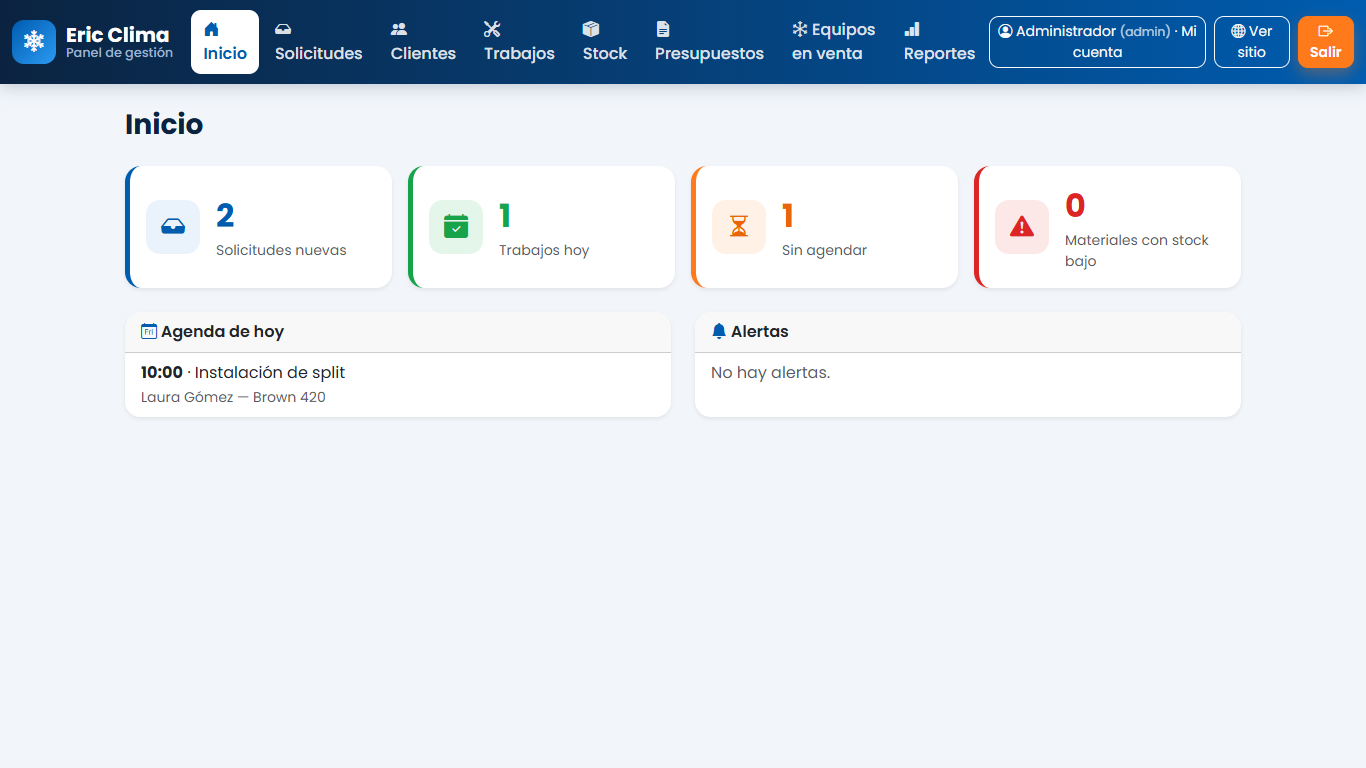 Eric Clima
Panel de gestión
Inicio
Solicitudes
Clientes
Trabajos
Stock
Presupuestos
Equipos
en venta
Reportes
Administrador (admin) · Mi
cuenta
Ver
sitio
Salir
Inicio
2
Solicitudes nuevas
1
Trabajos hoy
1
Sin agendar
0
Materiales con stock
bajo
Fri
Agenda de hoy
10:00 · Instalación de split
Laura Gómez — Brown 420
Alertas
No hay alertas.